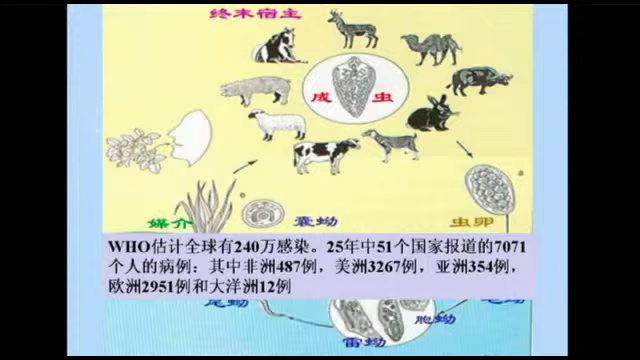 终末宿主
成 虫
媒介
囊蚴
虫卵
WHO估计全球有240万感染。25年中51个国家报道的7071
个人的病例：其中非洲487例，美洲3267例，亚洲354例，
欧洲2951例和大洋洲12例
尾蚴
毛蚴
胞蚴
雷蚴